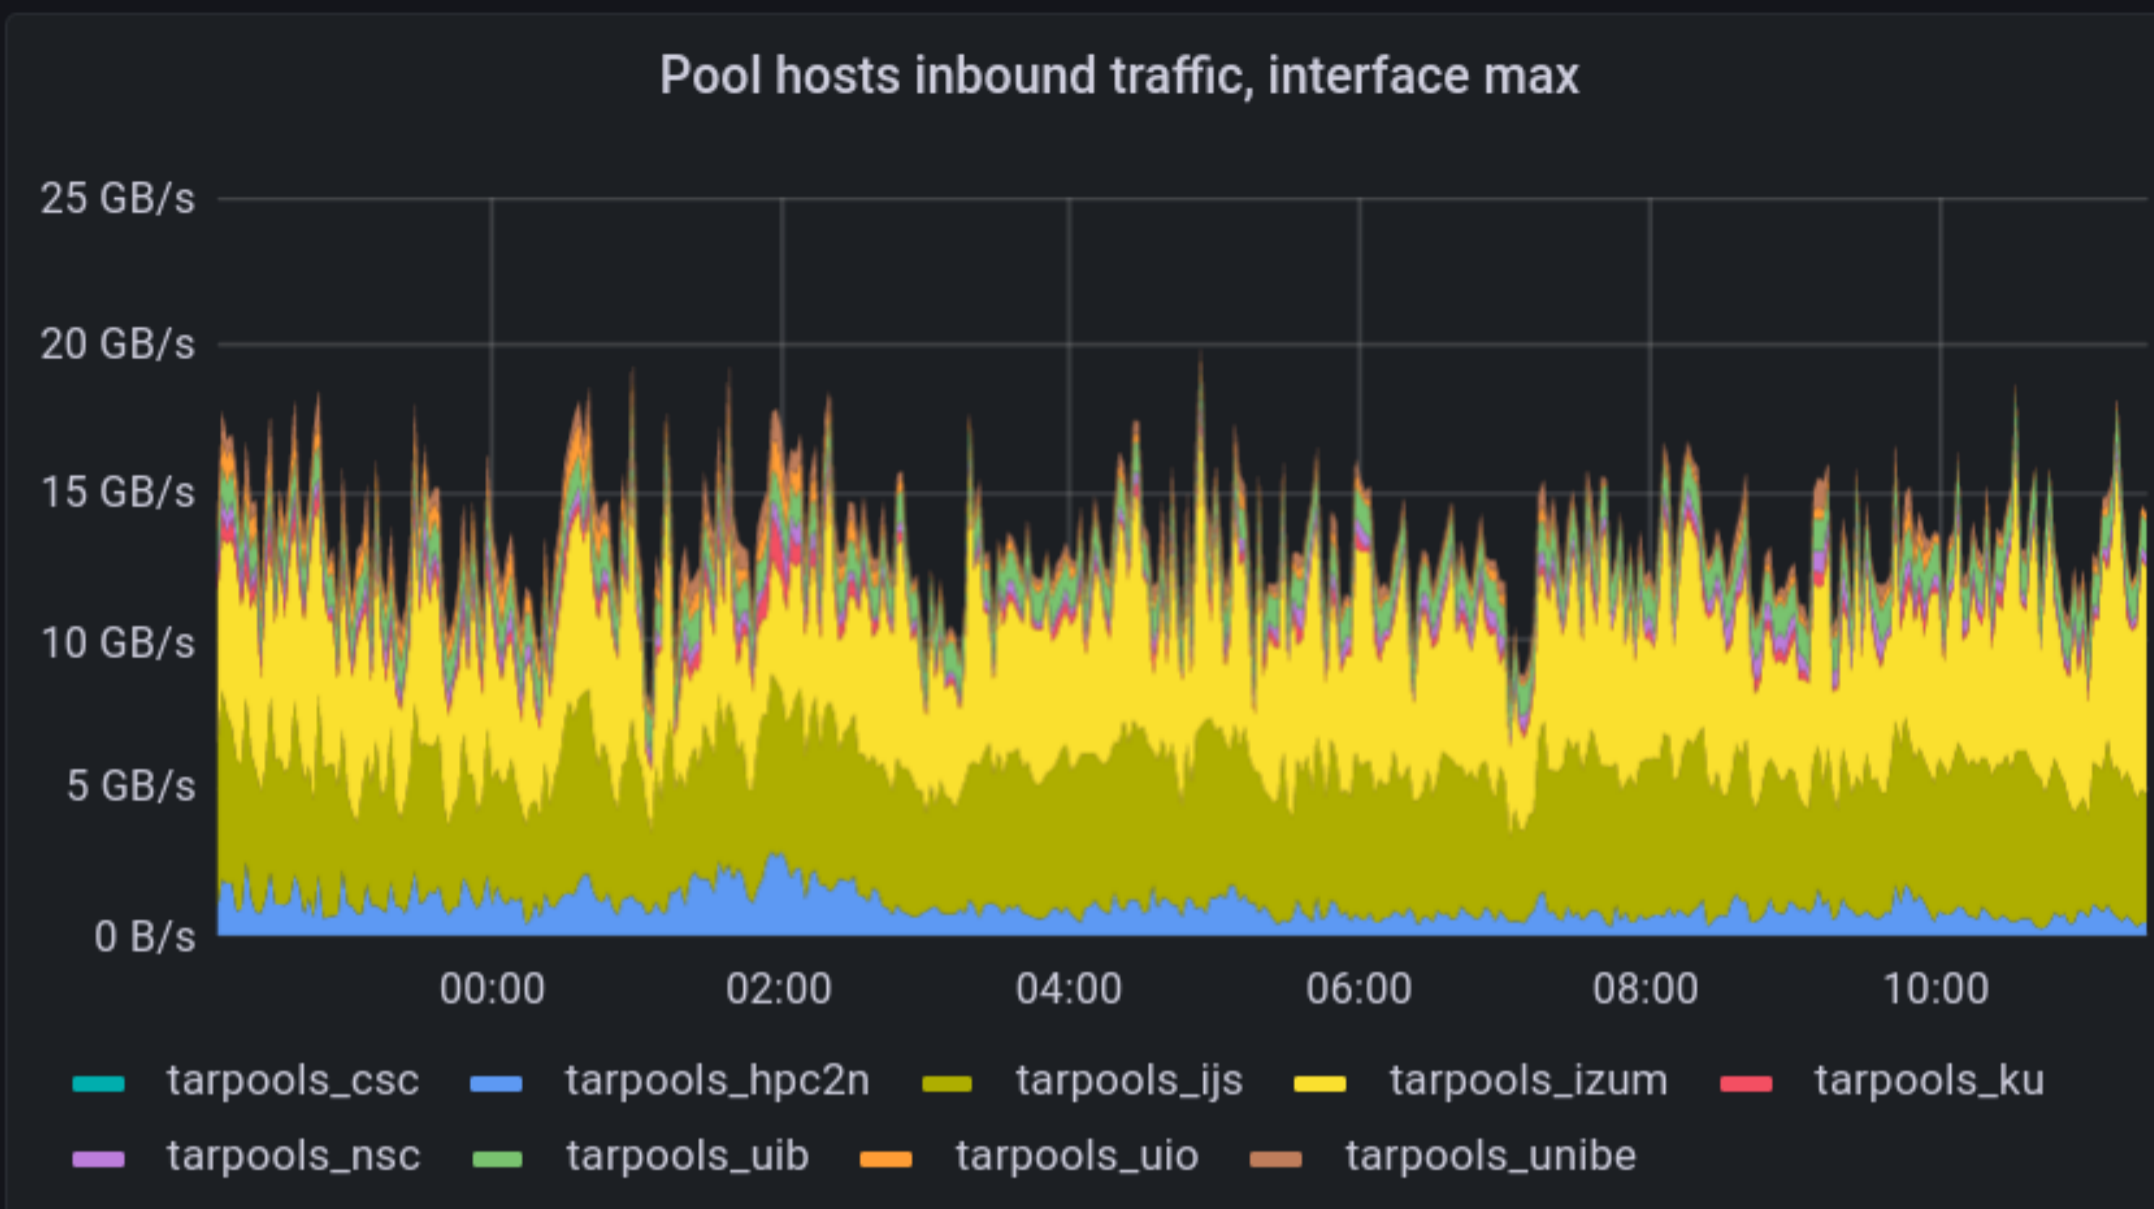 Pool hosts inbound traffic, interface max
25 GB/s
20 GB/s
15 GB/s
10 GB/s
5 GB/s
0 B/s
00:00 02:00 04:00 06:00 08:00 10:00
tarpools_csc tarpools_hpc2n tarpools_ijs tarpools_izum tarpools_ku
tarpools_nsc tarpools_uib tarpools_uio tarpools_unibe